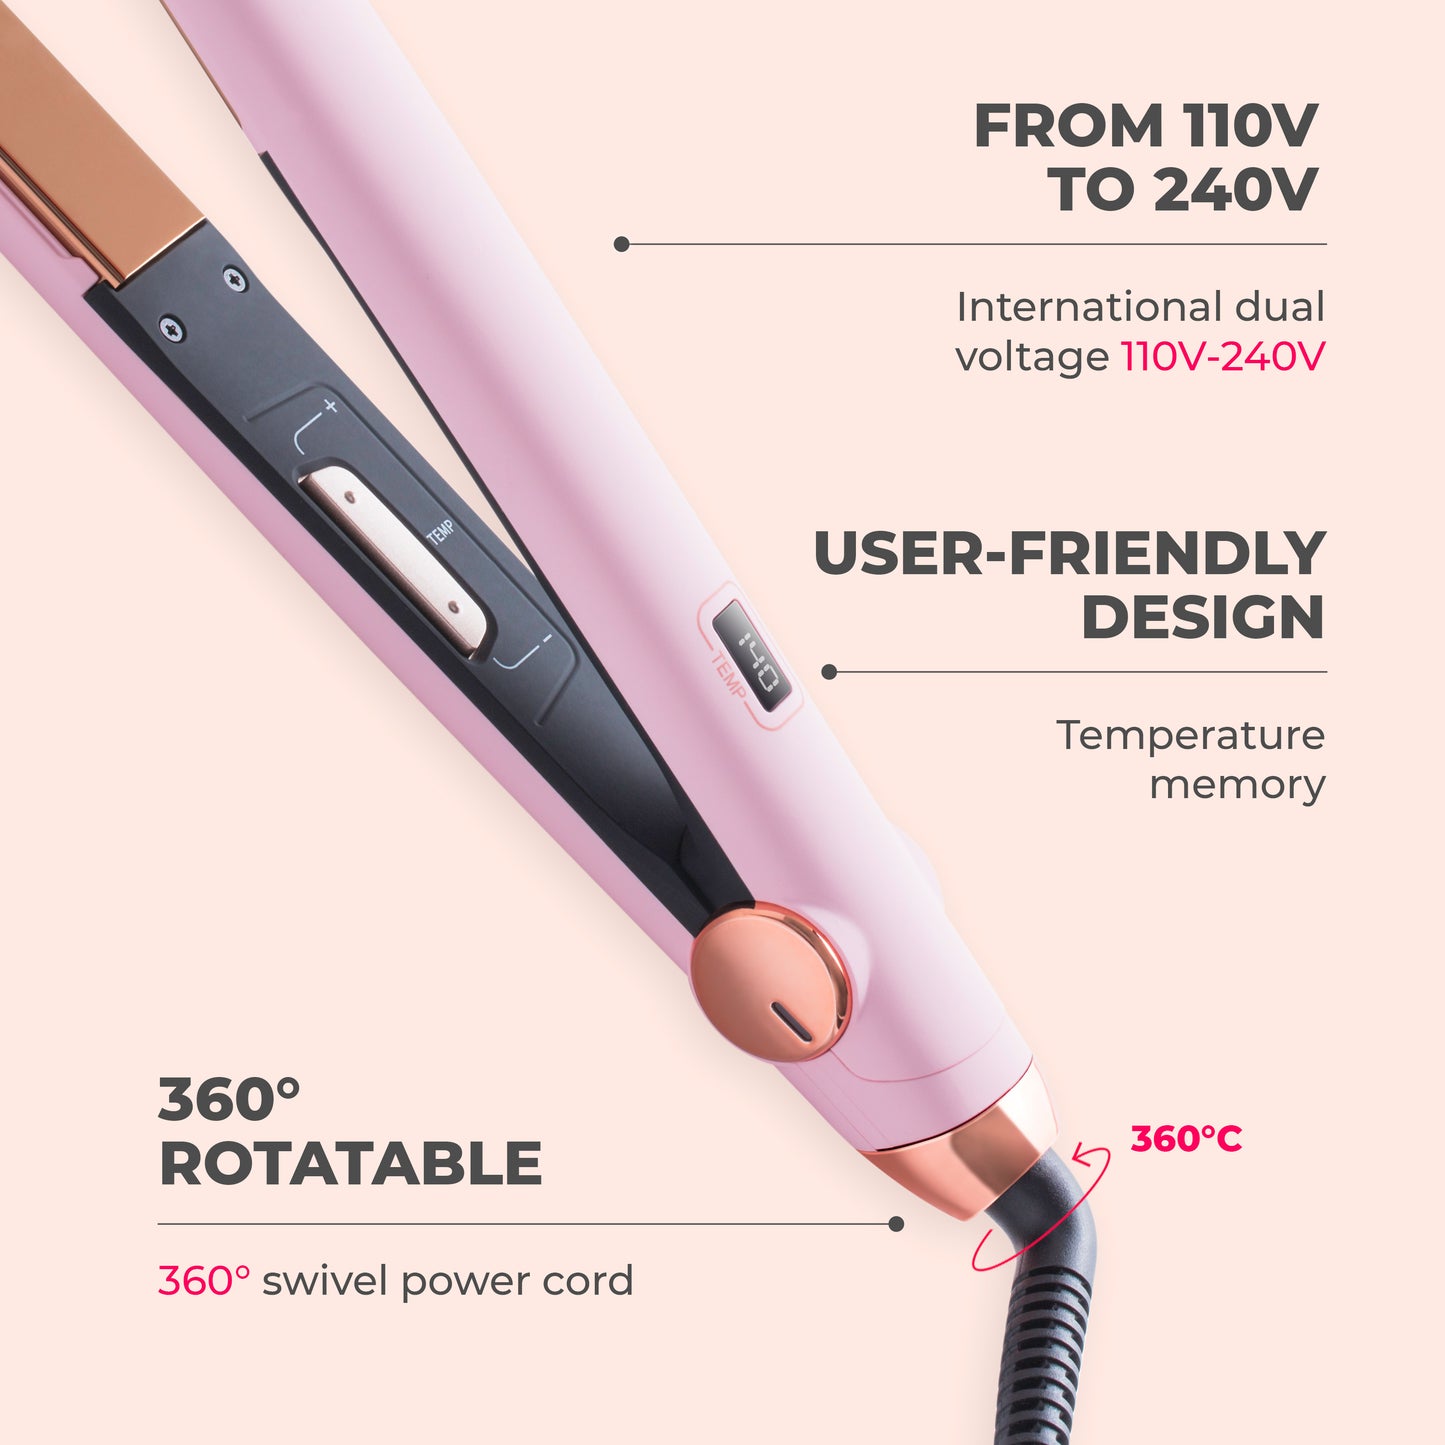 FROM 110V
TO 240V
International dual
voltage 110V-240V
USER-FRIENDLY
DESIGN
Temperature
memory
+
TEMP
-
140
TEMP
360°
ROTATABLE
360° swivel power cord
360°C